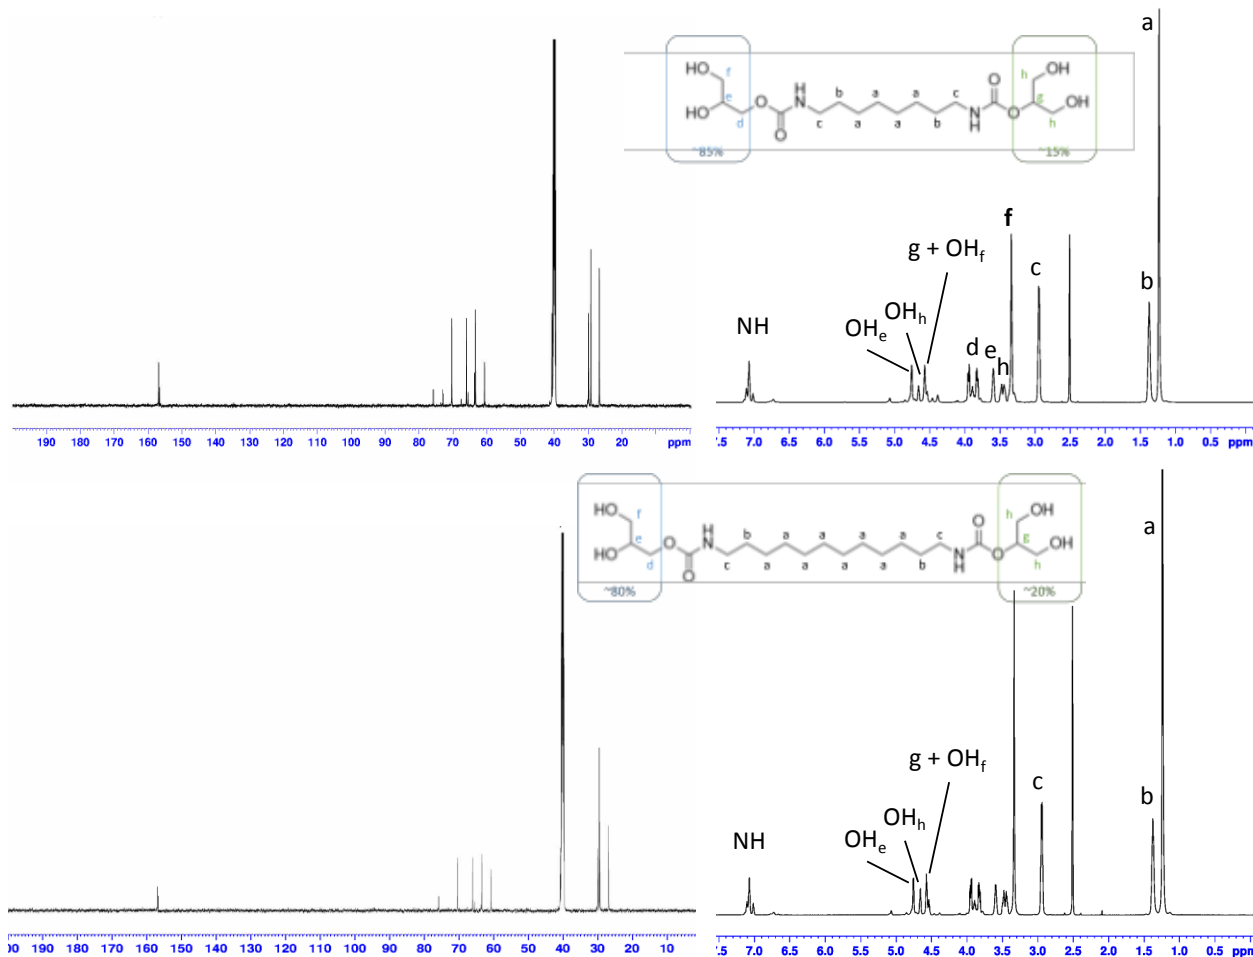 a
HO f OH
h
HO e O H N b a a c O OH
d O c a a b N H O g h
~85% ~15%
f
g + OHf
c
b
OHh
NH
OHe
d e h
190 180 170 160 150 140 130 120 110 100 90 80 70 60 50 40 30 20 ppm
7.5 7.0 6.5 6.0 5.5 5.0 4.5 4.0 3.5 3.0 2.5 2.0 1.5 1.0 0.5 ppm
HO f h OH
HO e O H N b a a a a c O OH
d O c a a a a b N H O g h
~80% ~20%
a
g + OHf
c
b
OHh
NH
OHe
200 190 180 170 160 150 140 130 120 110 100 90 80 70 60 50 40 30 20 10
7.5 7.0 6.5 6.0 5.5 5.0 4.5 4.0 3.5 3.0 2.5 2.0 1.5 1.0 0.5 ppm